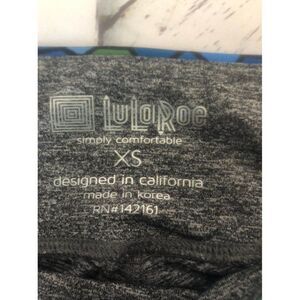 LuLaRoe
simply comfortable
XS
designed in california
made in korea
RN#142161